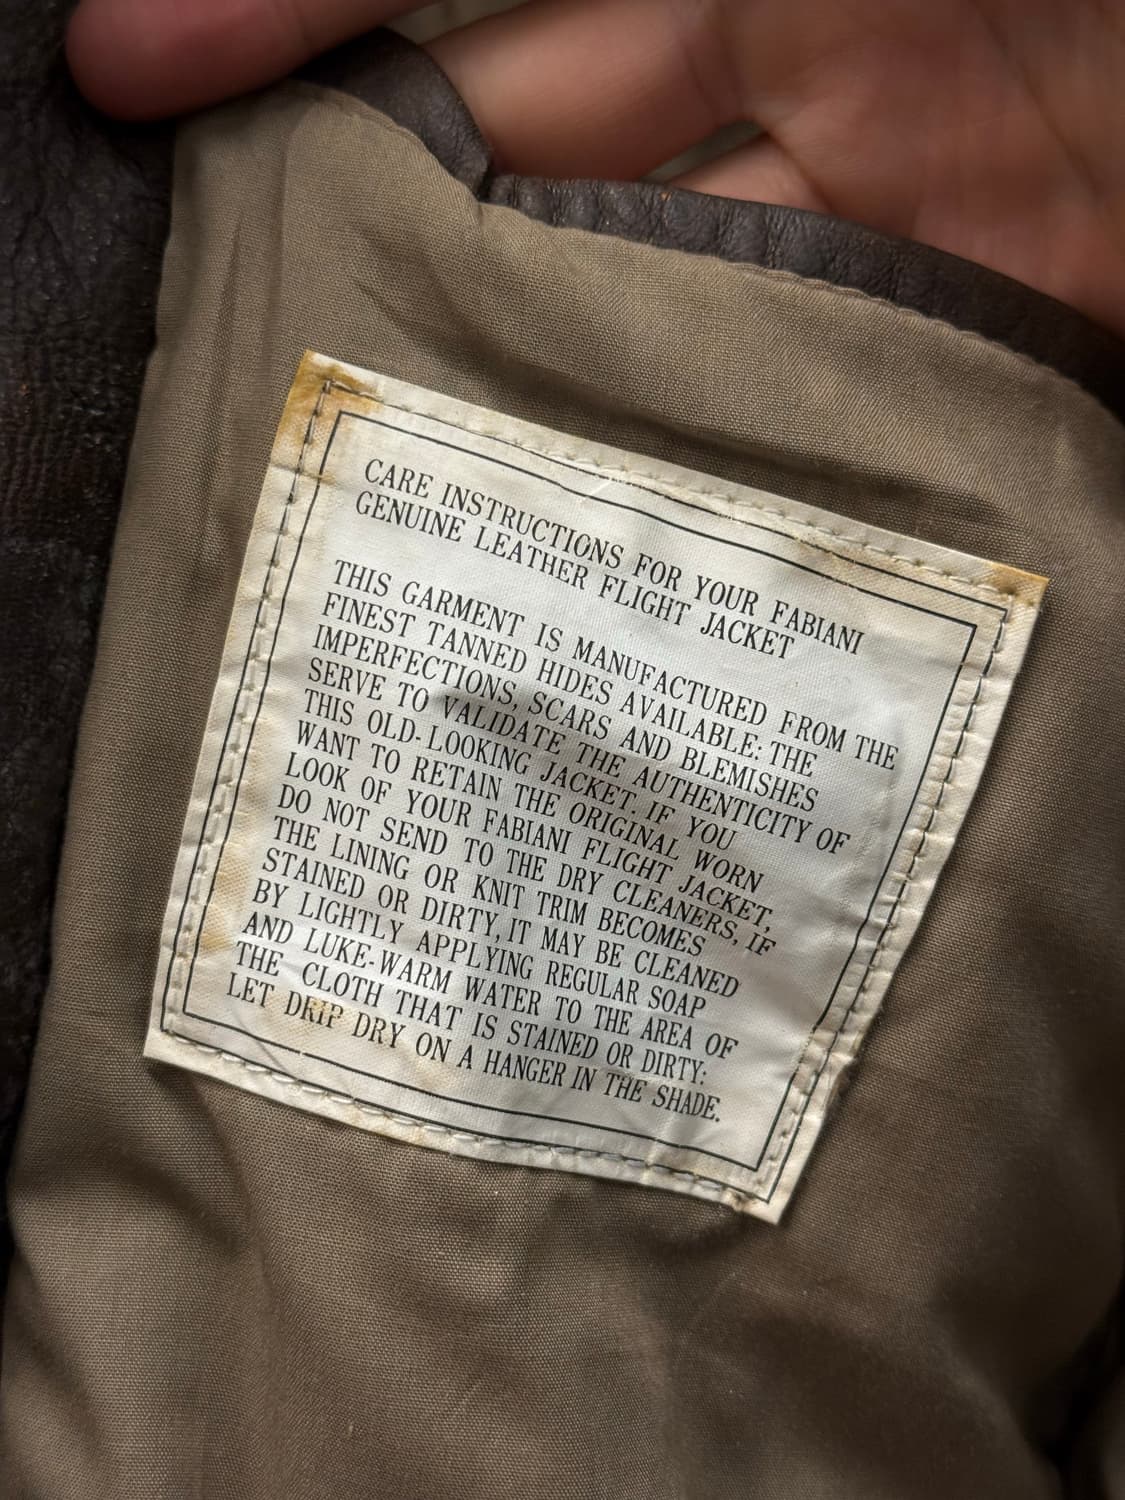 CARE INSTRUCTIONS FOR YOUR FABIANI
GENUINE LEATHER FLIGHT JACKET
THIS GARMENT IS MANUFACTURED FROM THE
FINEST TANNED HIDES AVAILABLE: THE
IMPERFECTIONS, SCARS AND BLEMISHES
SERVE TO VALIDATE THE AUTHENTICITY OF
THIS OLD-LOOKING JACKET. IF YOU
WANT TO RETAIN THE ORIGINAL WORN
LOOK OF YOUR FABIANI FLIGHT JACKET,
DO NOT SEND TO THE DRY CLEANERS, IF
THE LINING OR KNIT TRIM BECOMES
STAINED OR DIRTY, IT MAY BE CLEANED
BY LIGHTLY APPLYING REGULAR SOAP
AND LUKE-WARM WATER TO THE AREA OF
THE CLOTH THAT IS STAINED OR DIRTY:
LET DRIP DRY ON A HANGER IN THE SHADE.